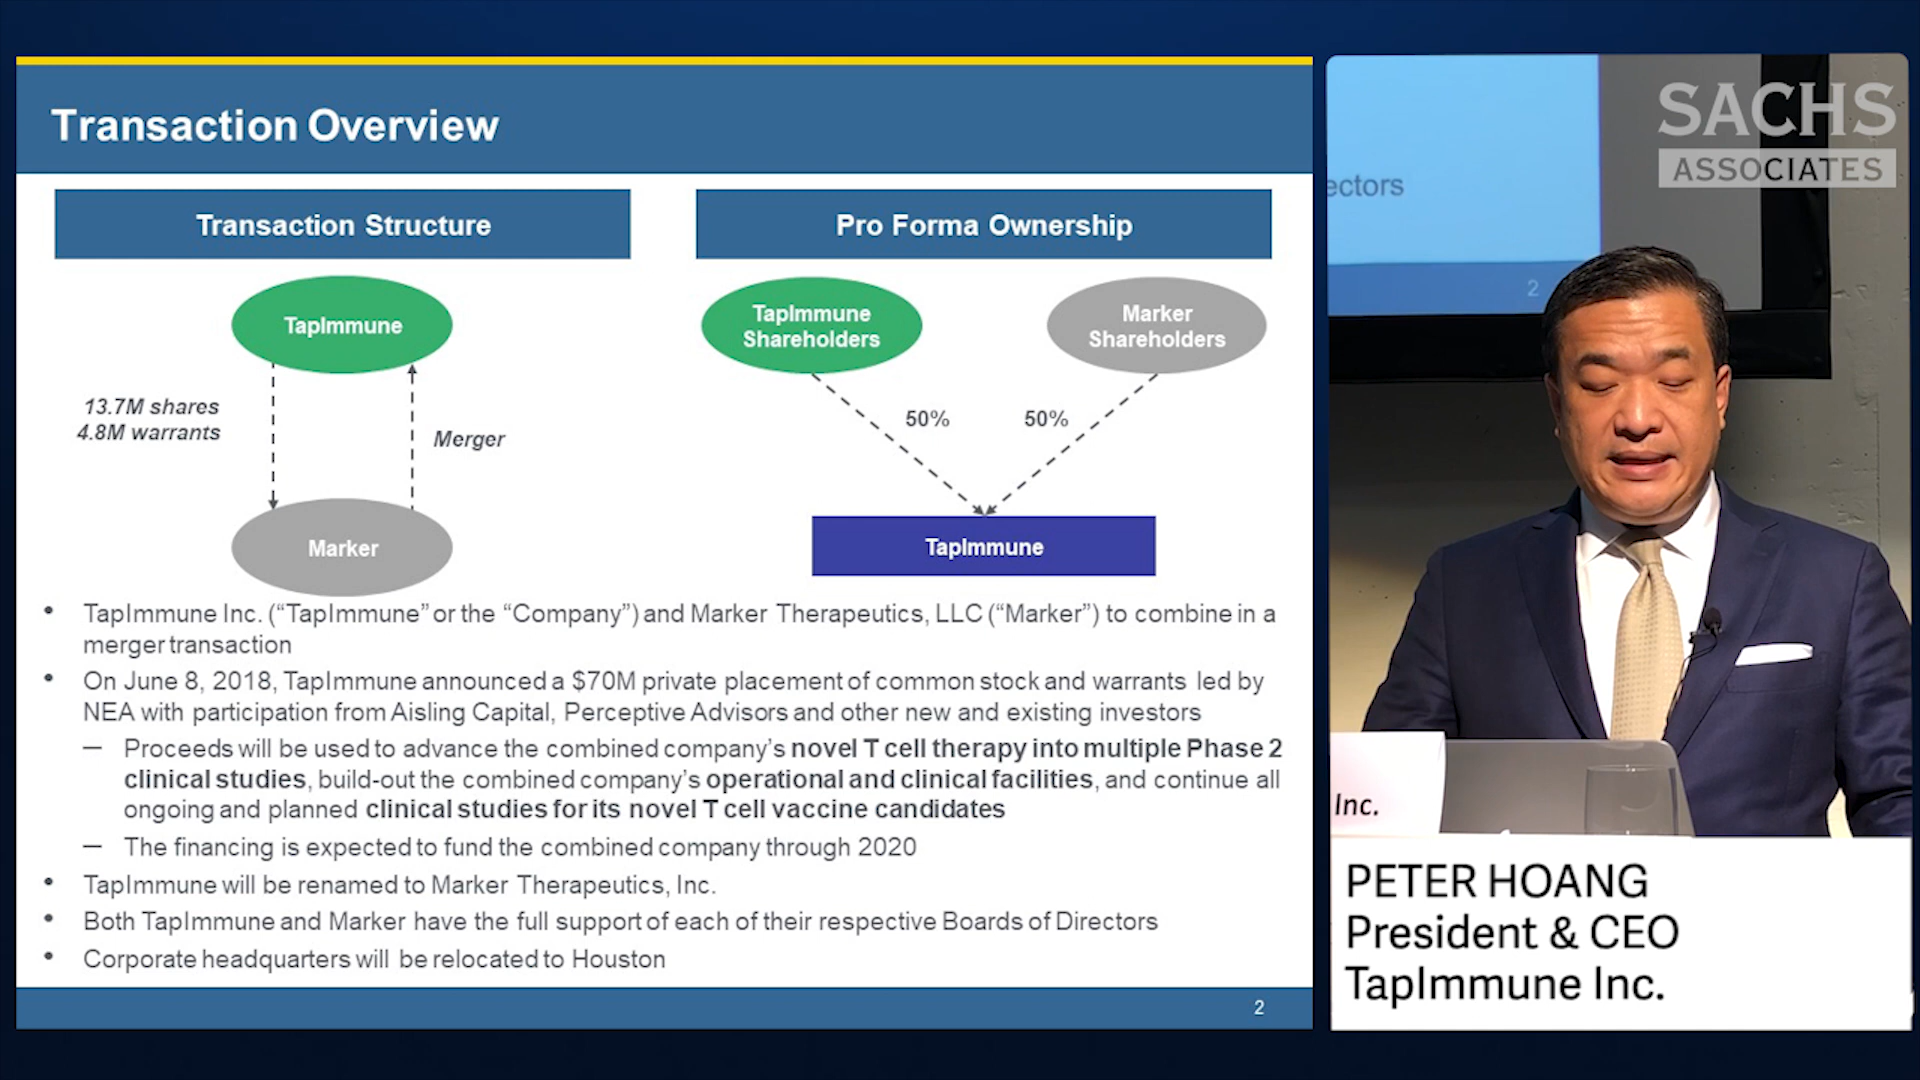 Transaction Overview
Transaction Structure
TapImmune
13.7M shares
4.8M warrants
Merger
Marker
Pro Forma Ownership
TapImmune
Shareholders
Marker
Shareholders
50%
50%
TapImmune
• TapImmune Inc. (“TapImmune” or the “Company”) and Marker Therapeutics, LLC (“Marker”) to combine in a
merger transaction
• On June 8, 2018, TapImmune announced a $70M private placement of common stock and warrants led by
NEA with participation from Aisling Capital, Perceptive Advisors and other new and existing investors
– Proceeds will be used to advance the combined company’s novel T cell therapy into multiple Phase 2
clinical studies, build-out the combined company’s operational and clinical facilities, and continue all
ongoing and planned clinical studies for its novel T cell vaccine candidates
– The financing is expected to fund the combined company through 2020
• TapImmune will be renamed to Marker Therapeutics, Inc.
• Both TapImmune and Marker have the full support of each of their respective Boards of Directors
• Corporate headquarters will be relocated to Houston
2
SACHS
ASSOCIATES
ectors
2
Inc.
PETER HOANG
President & CEO
TapImmune Inc.